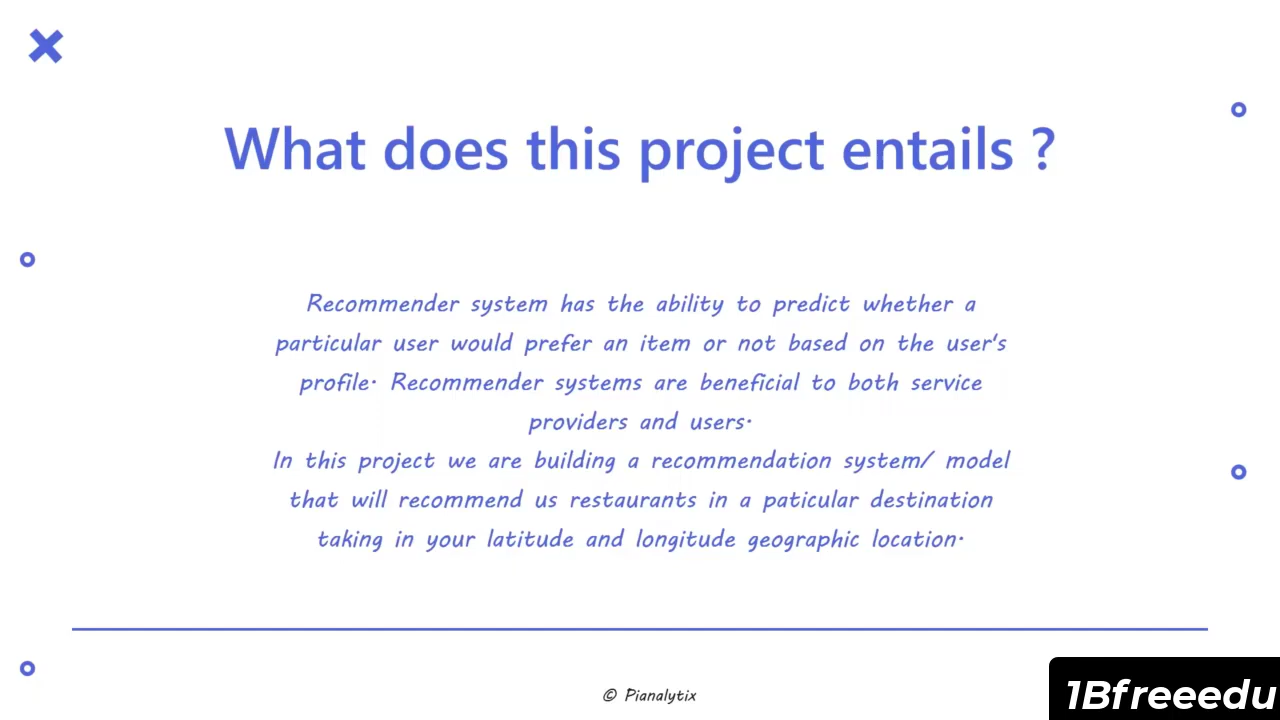 What does this project entails ?
Recommender system has the ability to predict whether a
particular user would prefer an item or not based on the user's
profile. Recommender systems are beneficial to both service
providers and users.
In this project we are building a recommendation system/ model
that will recommend us restaurants in a paticular destination
taking in your latitude and longitude geographic location.
© Pianalytix
1Bfreeedu